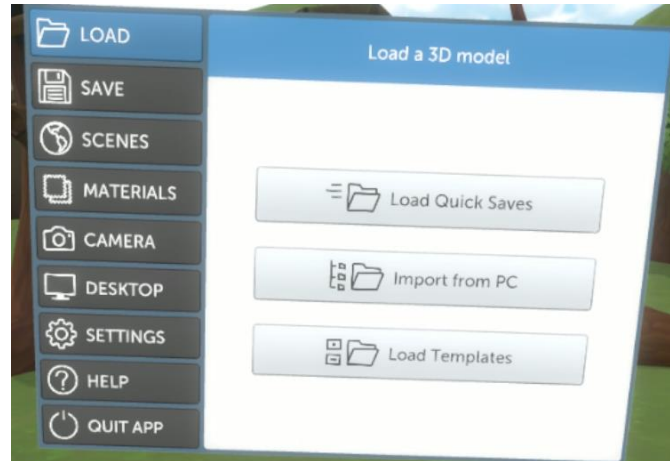 LOAD
SAVE
SCENES
MATERIALS
CAMERA
DESKTOP
SETTINGS
HELP
QUIT APP
Load a 3D model
Load Quick Saves
Import from PC
Load Templates